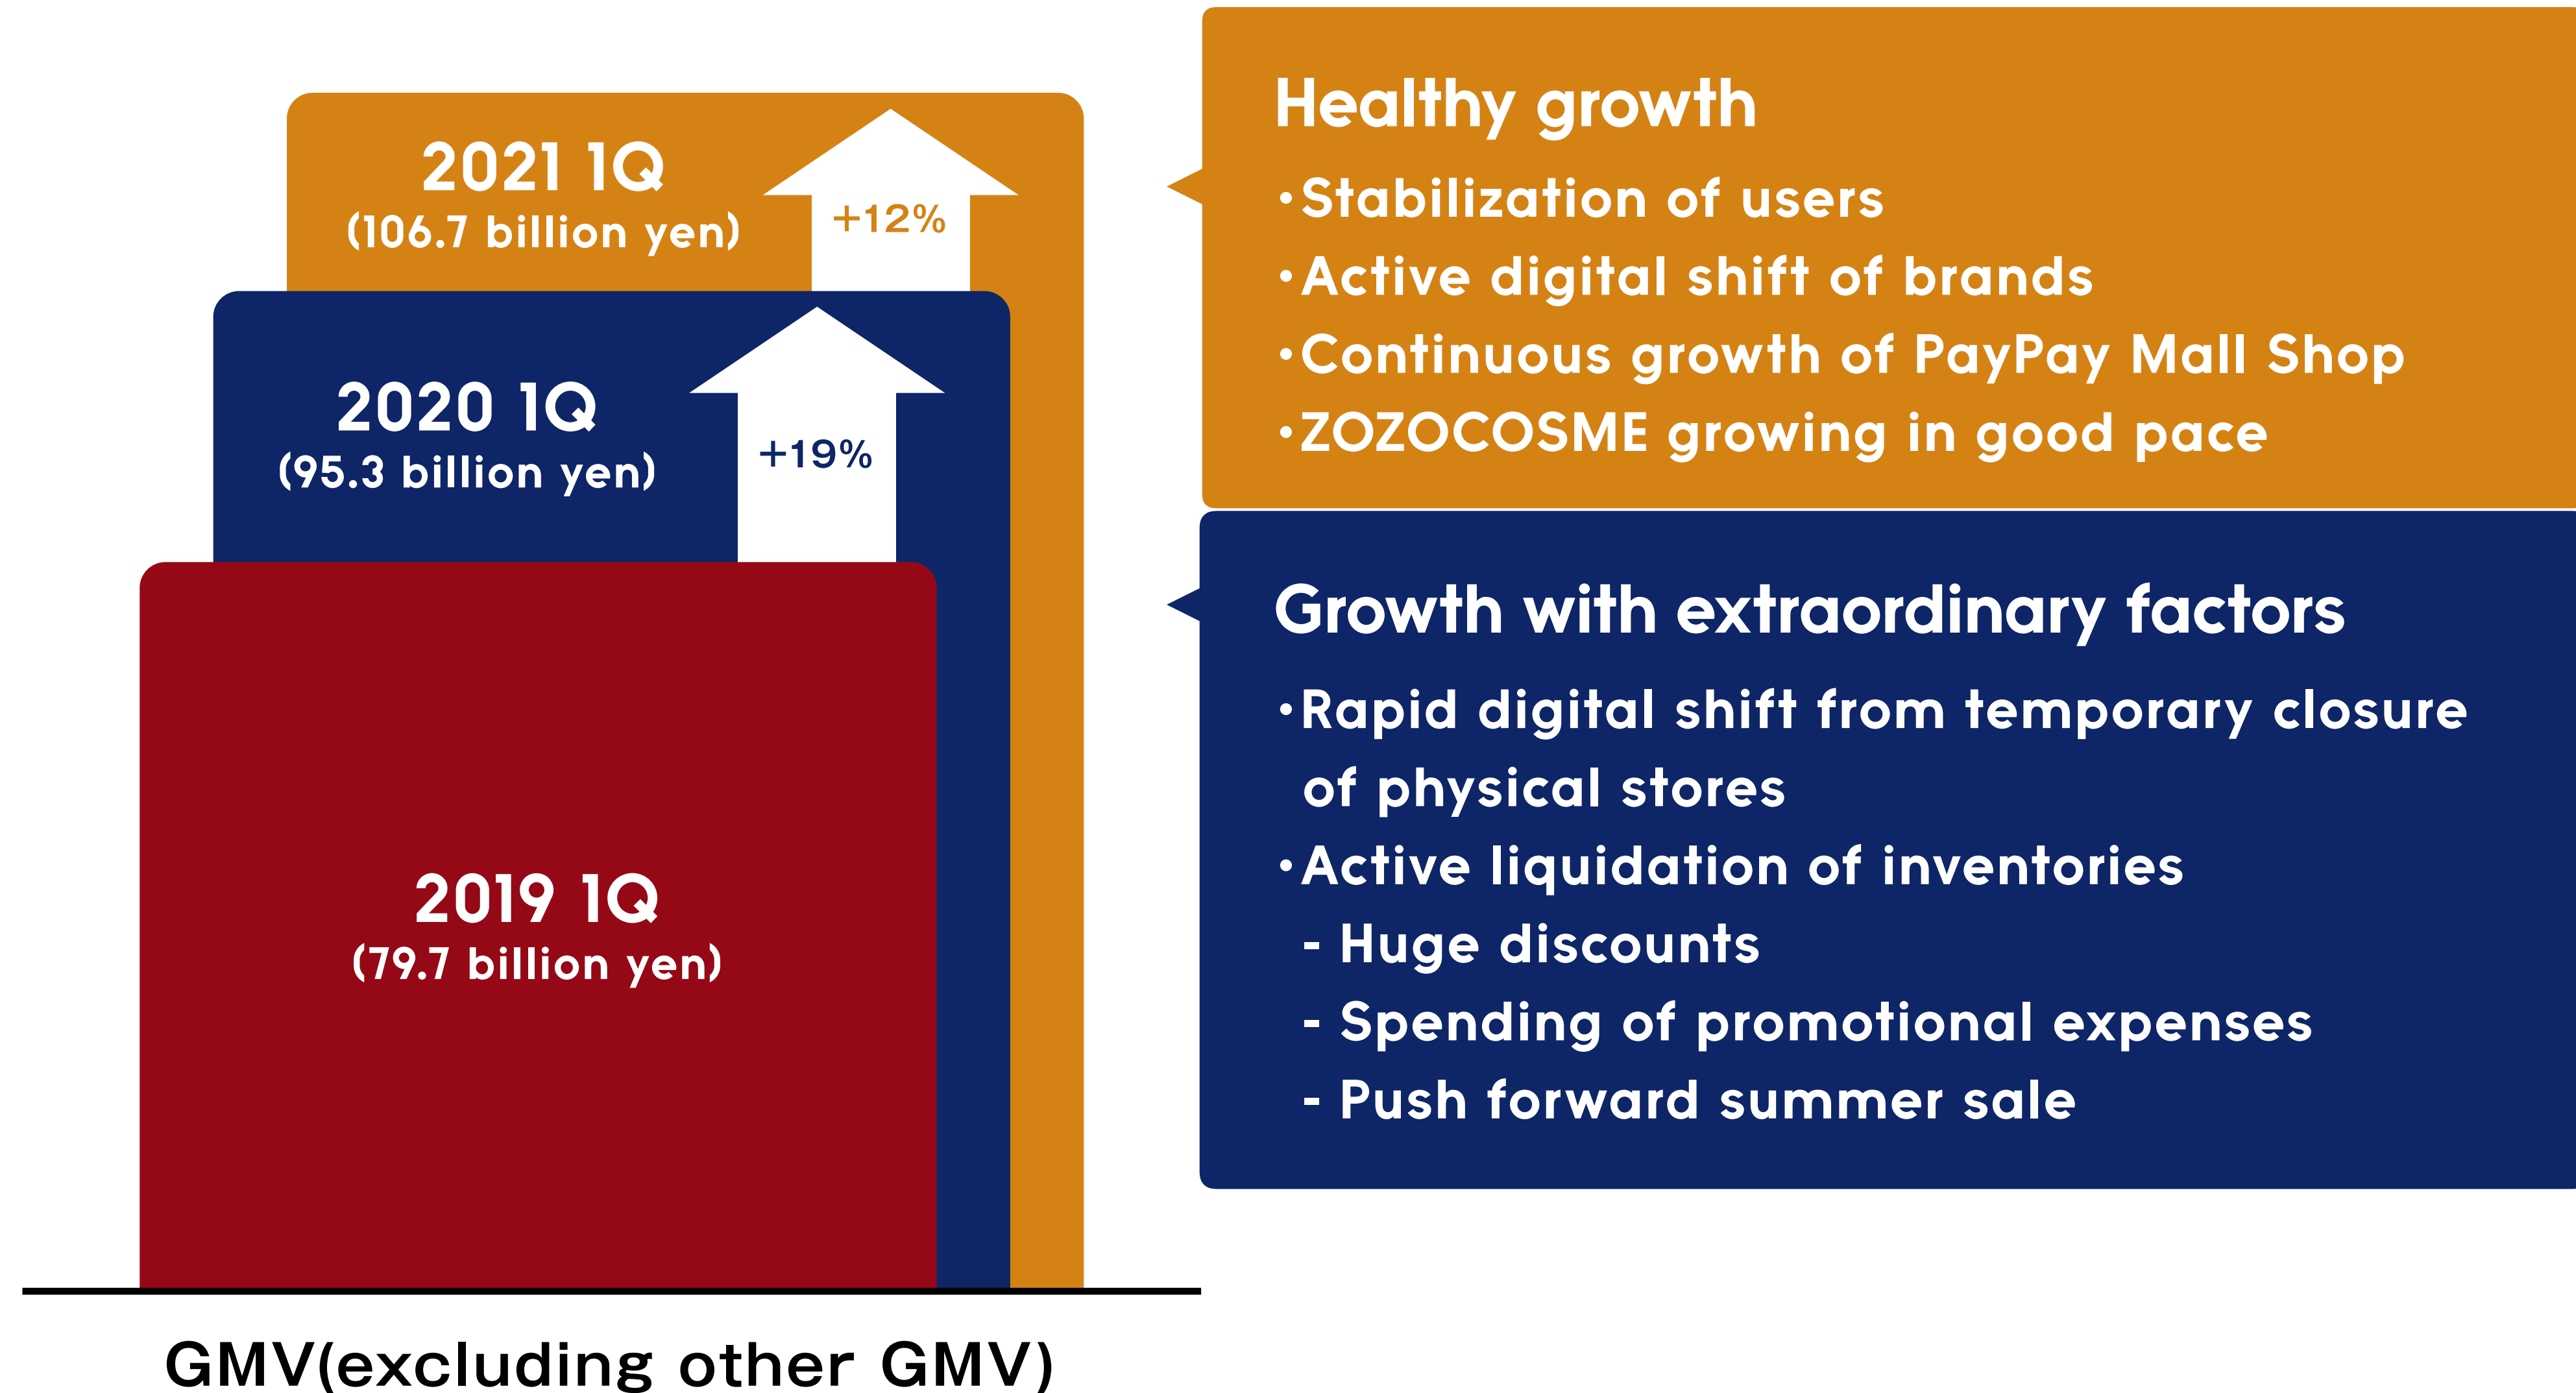 2021 1Q
(106.7 billion yen)
+12%
2020 1Q
(95.3 billion yen)
+19%
2019 1Q
(79.7 billion yen)
GMV(excluding other GMV)
Healthy growth
・Stabilization of users
・Active digital shift of brands
・Continuous growth of PayPay Mall Shop
・ZOZOCOSME growing in good pace
Growth with extraordinary factors
・Rapid digital shift from temporary closure
of physical stores
・Active liquidation of inventories
- Huge discounts
- Spending of promotional expenses
- Push forward summer sale